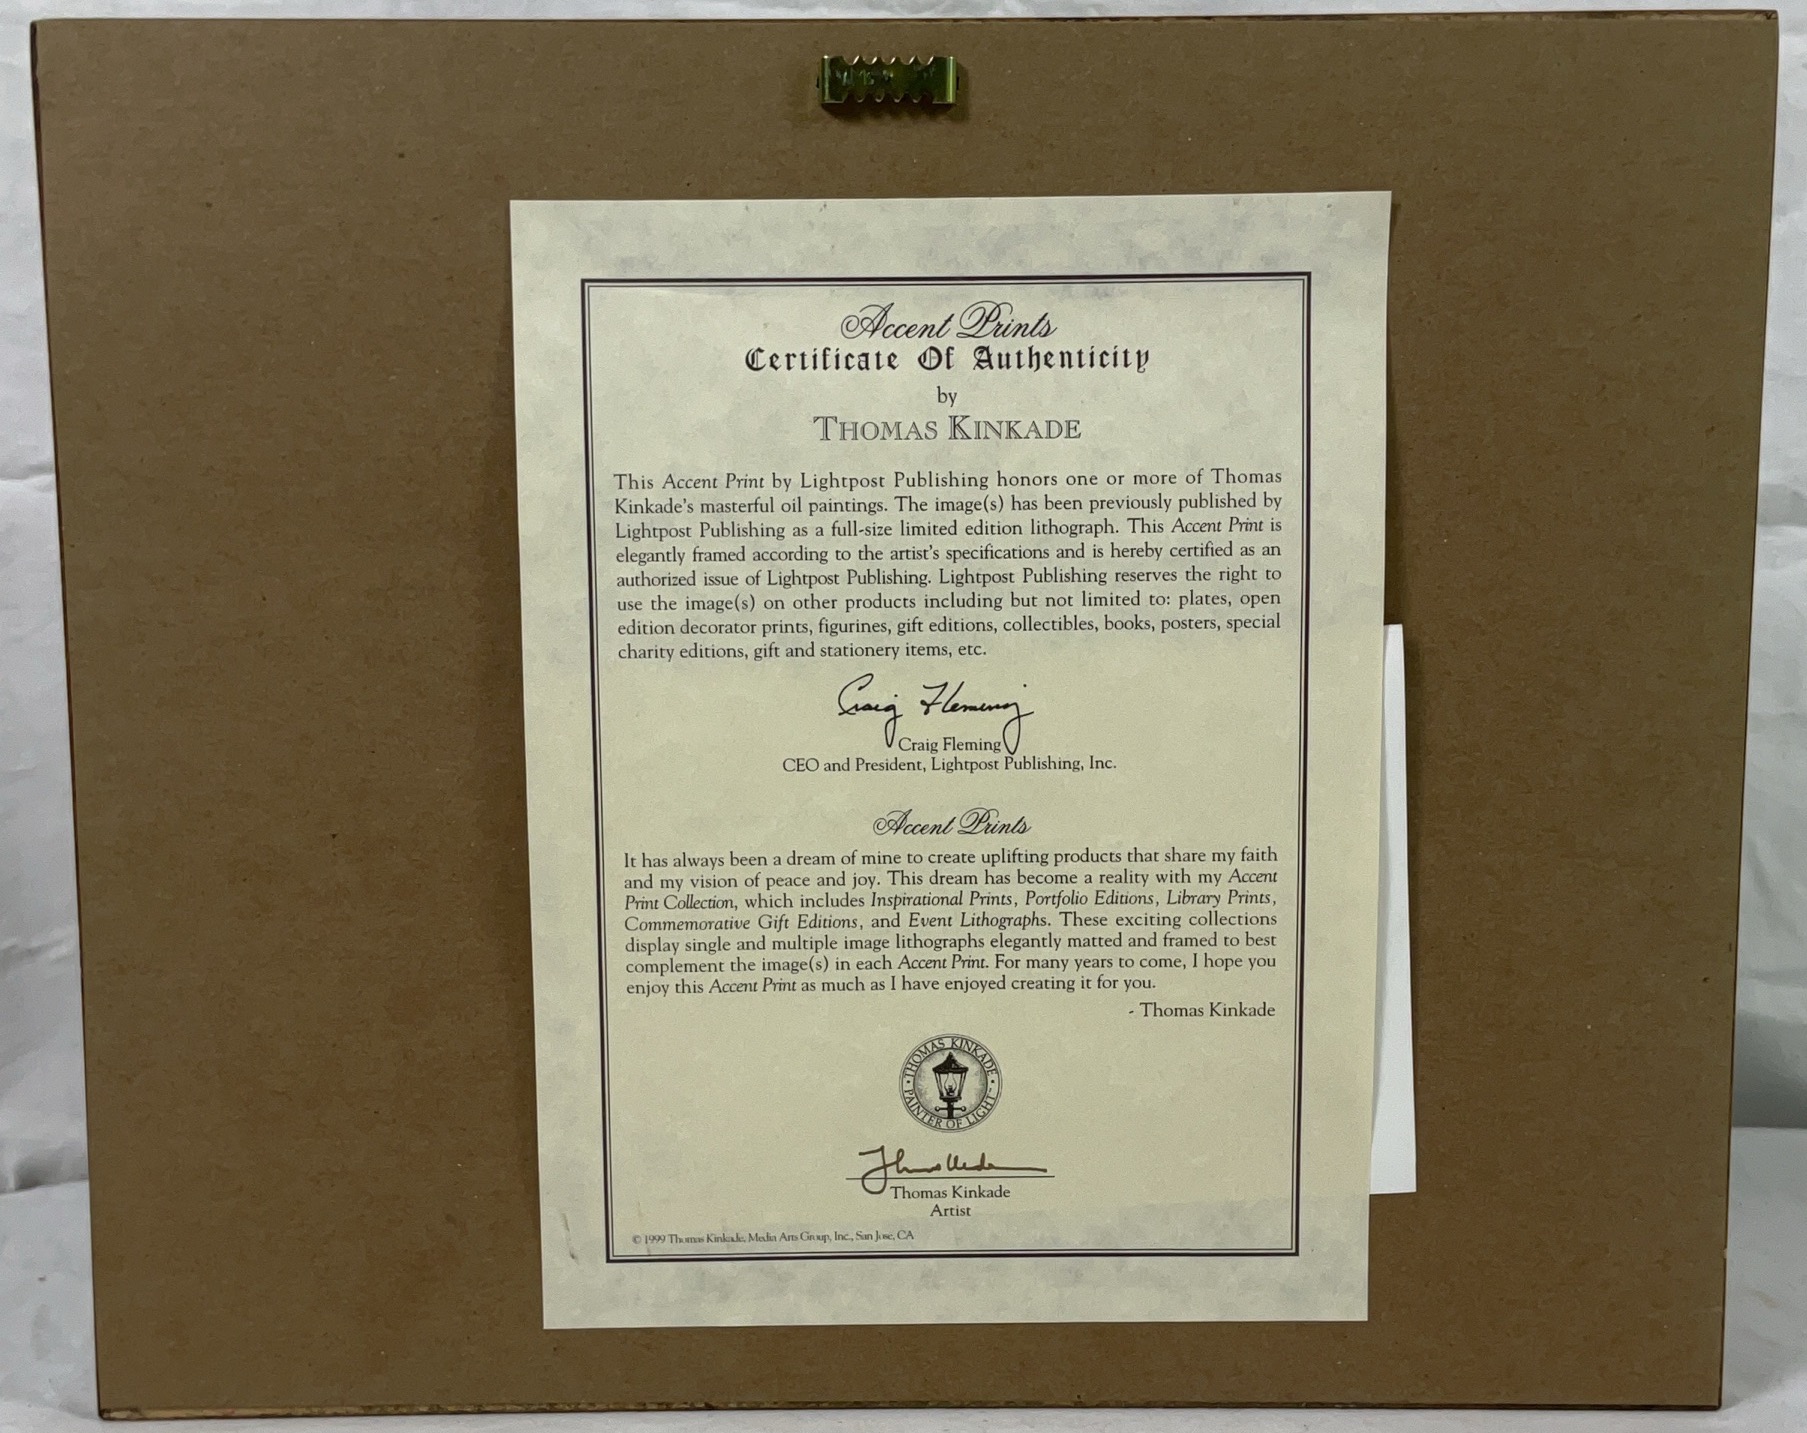 Accent Prints
Certificate Of Authenticity
by
THOMAS KINKADE
This Accent Print by Lightpost Publishing honors one or more of Thomas
Kinkade's masterful oil paintings. The image(s) has been previously published by
Lightpost Publishing as a full-size limited edition lithograph. This Accent Print is
elegantly framed according to the artist's specifications and is hereby certified as an
authorized issue of Lightpost Publishing. Lightpost Publishing reserves the right to
use the image(s) on other products including but not limited to: plates, open
edition decorator prints, figurines, gift editions, collectibles, books, posters, special
charity editions, gift and stationery items, etc.
Craig Fleming
Craig Fleming
CEO and President, Lightpost Publishing, Inc.
Accent Prints
It has always been a dream of mine to create uplifting products that share my faith
and my vision of peace and joy. This dream has become a reality with my Accent
Print Collection, which includes Inspirational Prints, Portfolio Editions, Library Prints,
Commemorative Gift Editions, and Event Lithographs. These exciting collections
display single and multiple image lithographs elegantly matted and framed to best
complement the image(s) in each Accent Print. For many years to come, I hope you
enjoy this Accent Print as much as I have enjoyed creating it for you.
- Thomas Kinkade
THOMAS KINKADE
PAINTER OF LIGHT
Thomas Kinkade
Artist
© 1999 Thomas Kinkade, Media Arts Group, Inc., San Jose, CA